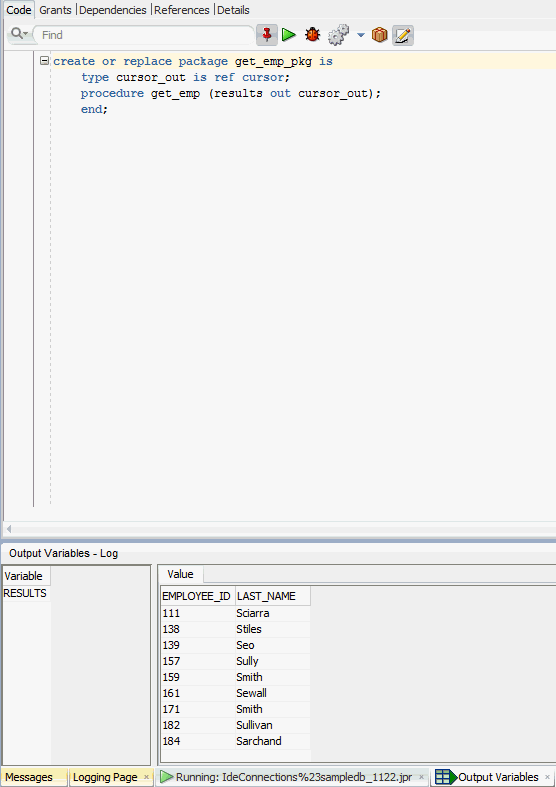 Code Grants Dependencies References Details
Find
create or replace package get_emp_pkg is
type cursor_out is ref cursor;
procedure get_emp (results out cursor_out);
end;
Output Variables - Log
Variable
RESULTS
Value
EMPLOYEE_ID LAST_NAME
111 Sciarra
138 Stiles
139 Seo
157 Sully
159 Smith
161 Sewall
171 Smith
182 Sullivan
184 Sarchand
Messages Logging Page × Running: IdeConnections%23sampledb_1122.jpr × Output Variables ×